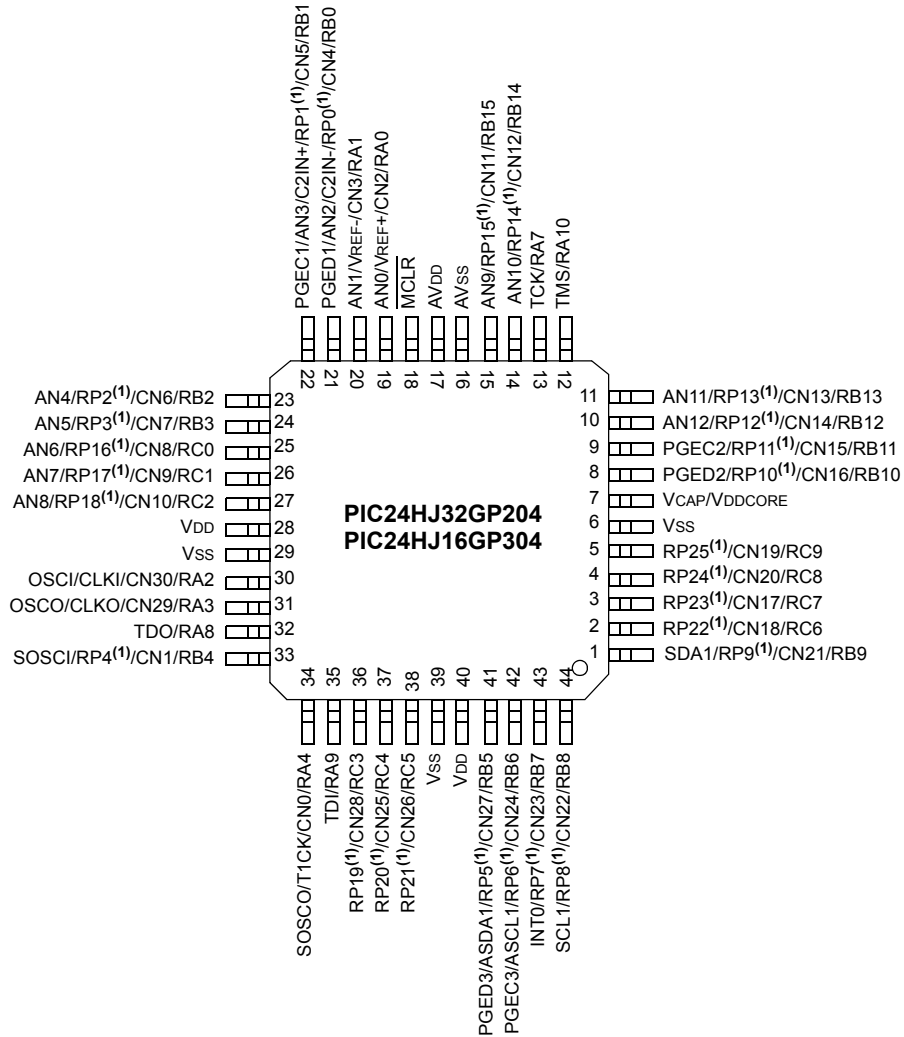 PGEC1/AN3/C2IN+/RP1(1)/CN5/RB1
PGED1/AN2/C2IN-/RP0(1)/CN4/RB0
AN1/VREF-/CN3/RA1
AN0/VREF+/CN2/RA0
MCLR
AVDD
AVSS
AN9/RP15(1)/CN11/RB15
AN10/RP14(1)/CN12/RB14
TCK/RA7
TMS/RA10
22 21 20 19 18 17 16 15 14 13 12
AN4/RP2(1)/CN6/RB2 23
AN5/RP3(1)/CN7/RB3 24
AN6/RP16(1)/CN8/RC0 25
AN7/RP17(1)/CN9/RC1 26
AN8/RP18(1)/CN10/RC2 27
VDD 28
VSS 29
OSCI/CLKI/CN30/RA2 30
OSCO/CLKO/CN29/RA3 31
TDO/RA8 32
SOSCI/RP4(1)/CN1/RB4 33
PIC24HJ32GP204
PIC24HJ16GP304
11 AN11/RP13(1)/CN13/RB13
10 AN12/RP12(1)/CN14/RB12
9 PGEC2/RP11(1)/CN15/RB11
8 PGED2/RP10(1)/CN16/RB10
7 VCAP/VDDCORE
6 VSS
5 RP25(1)/CN19/RC9
4 RP24(1)/CN20/RC8
3 RP23(1)/CN17/RC7
2 RP22(1)/CN18/RC6
1 SDA1/RP9(1)/CN21/RB9
34 35 36 37 38 39 40 41 42 43 44
SOSCO/T1CK/CN0/RA4
TDI/RA9
RP19(1)/CN28/RC3
RP20(1)/CN25/RC4
RP21(1)/CN26/RC5
VSS
VDD
PGED3/ASDA1/RP5(1)/CN27/RB5
PGEC3/ASCL1/RP6(1)/CN24/RB6
INT0/RP7(1)/CN23/RB7
SCL1/RP8(1)/CN22/RB8